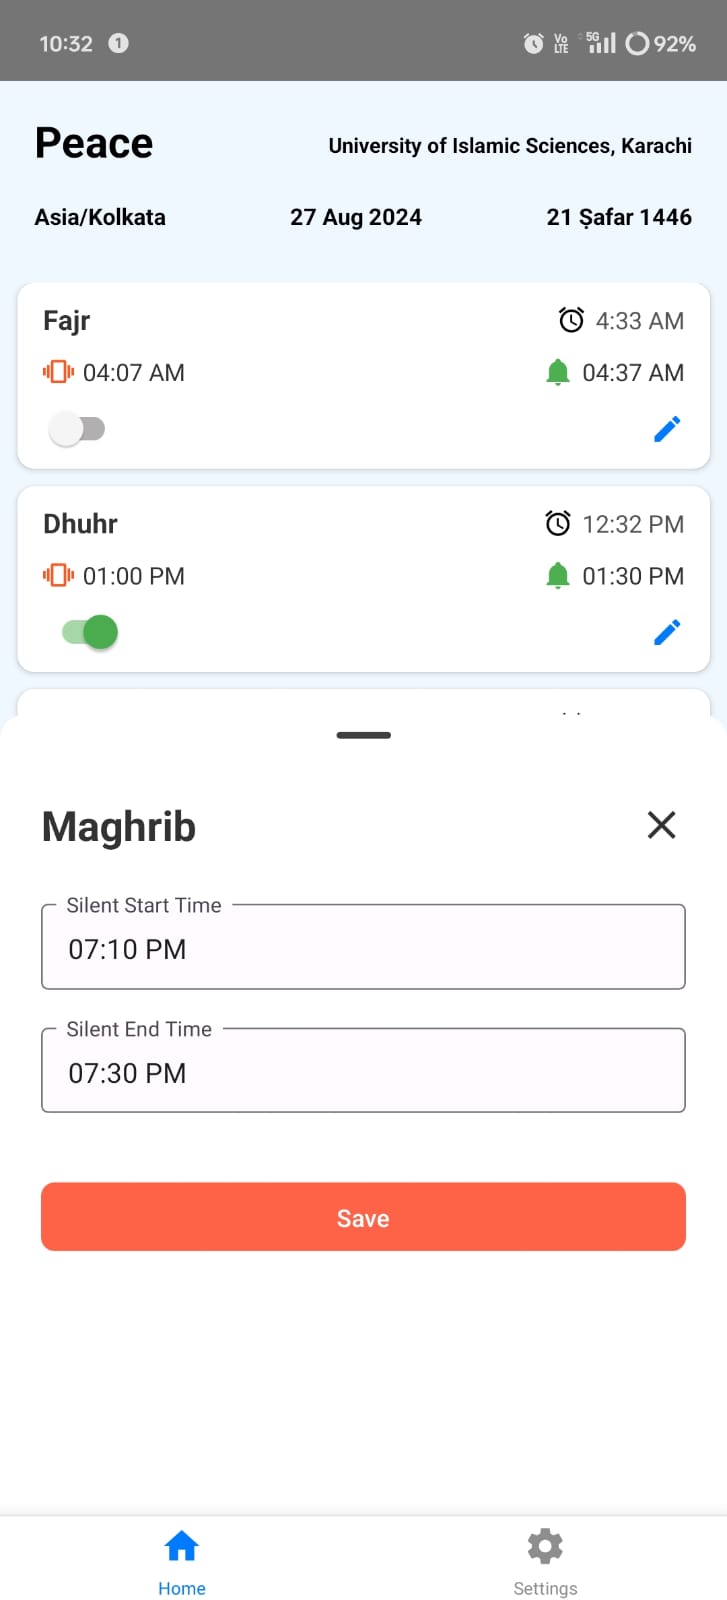 10:32 1 Vo LTE 5G 92%
Peace University of Islamic Sciences, Karachi
Asia/Kolkata 27 Aug 2024 21 Ṣafar 1446
Fajr 4:33 AM
04:07 AM 04:37 AM
Dhuhr 12:32 PM
01:00 PM 01:30 PM
Maghrib
Silent Start Time
07:10 PM
Silent End Time
07:30 PM
Save
Home Settings